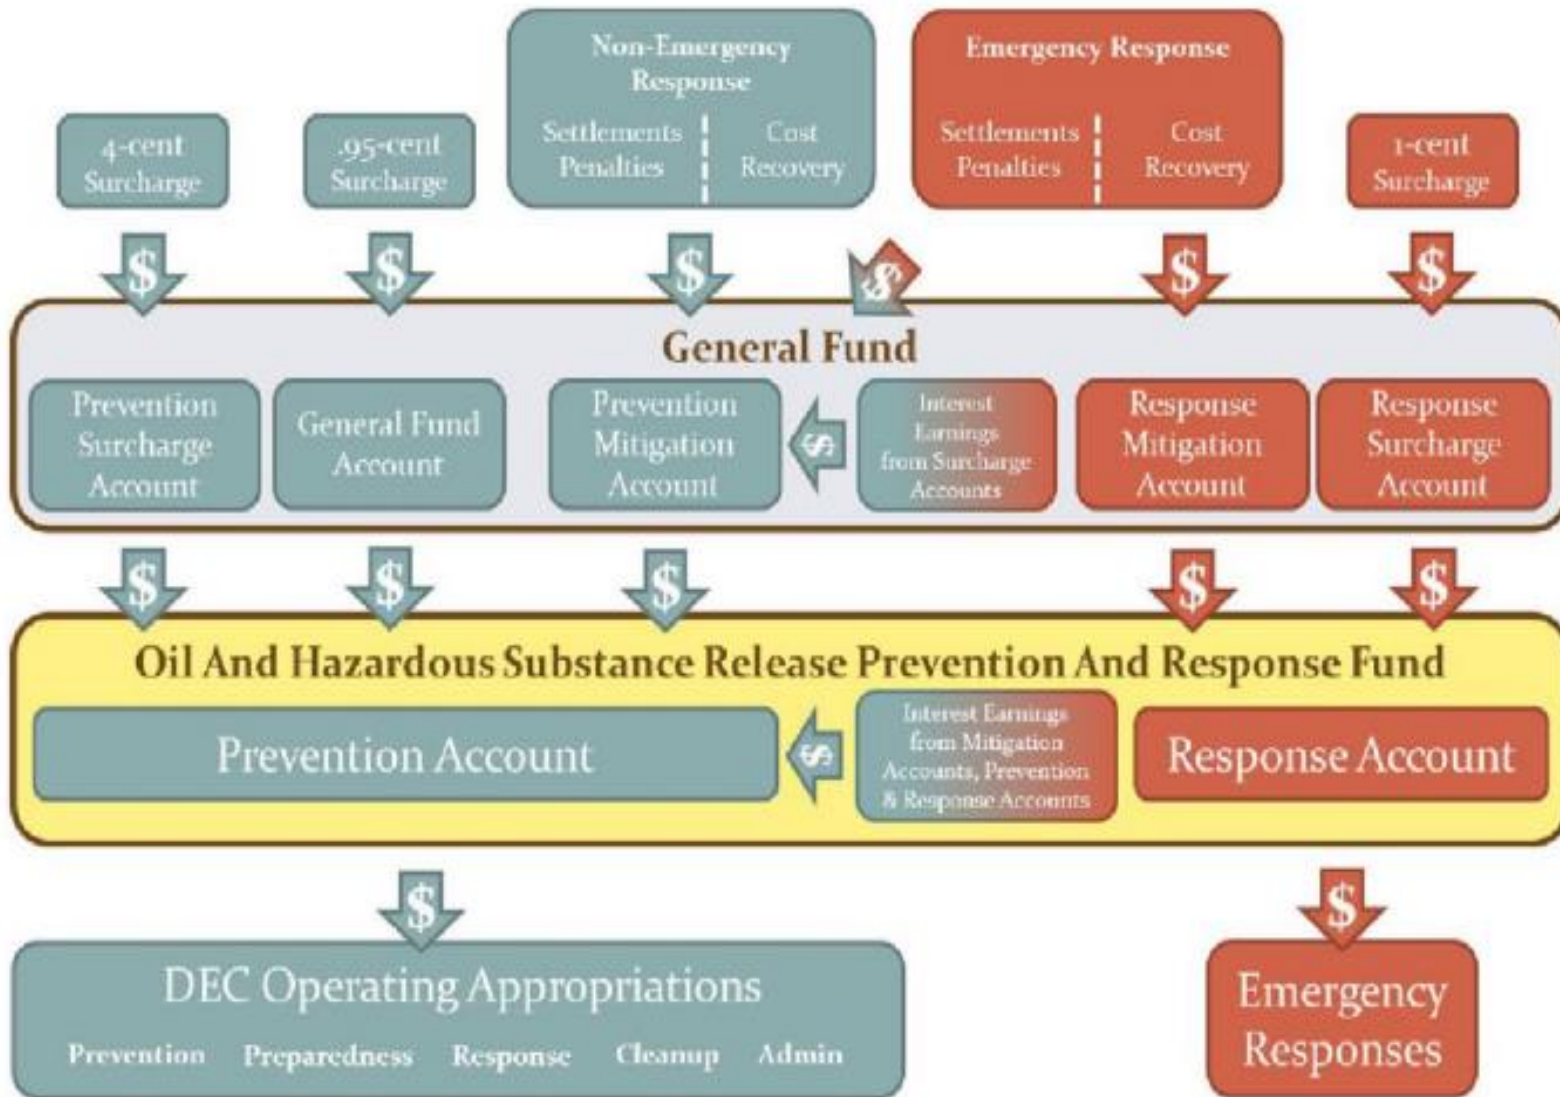 4-cent
Surcharge
.95-cent
Surcharge
Non-Emergency
Response
Settlements
Penalties
Cost
Recovery
Emergency Response
Settlements
Penalties
Cost
Recovery
1-cent
Surcharge
$
$
$
$
$
$
General Fund
Prevention
Surcharge
Account
General Fund
Account
Prevention
Mitigation
Account
$
Interest
Earnings
from Surcharge
Accounts
Response
Mitigation
Account
Response
Surcharge
Account
$
$
$
$
$
Oil And Hazardous Substance Release Prevention And Response Fund
Prevention Account
$
Interest Earnings
from Mitigation
Accounts, Prevention
& Response Accounts
Response Account
$
$
DEC Operating Appropriations
Prevention Preparedness Response Cleanup Admin
Emergency
Responses